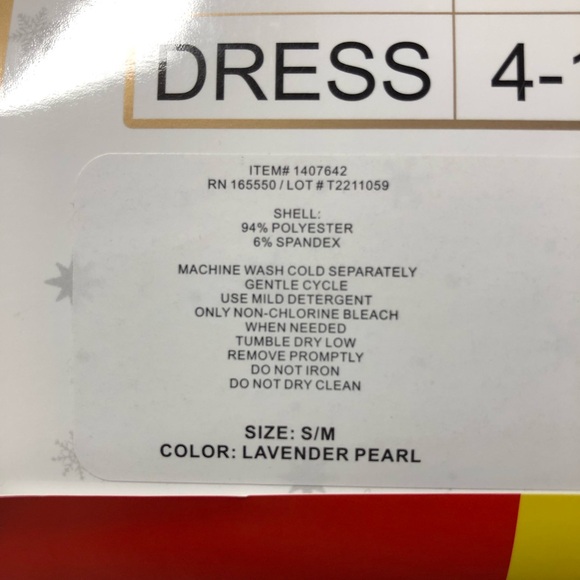 DRESS 4-1
ITEM# 1407642
RN 165550 / LOT # T2211059
SHELL:
94% POLYESTER
6% SPANDEX
MACHINE WASH COLD SEPARATELY
GENTLE CYCLE
USE MILD DETERGENT
ONLY NON-CHLORINE BLEACH
WHEN NEEDED
TUMBLE DRY LOW
REMOVE PROMPTLY
DO NOT IRON
DO NOT DRY CLEAN
SIZE: S/M
COLOR: LAVENDER PEARL